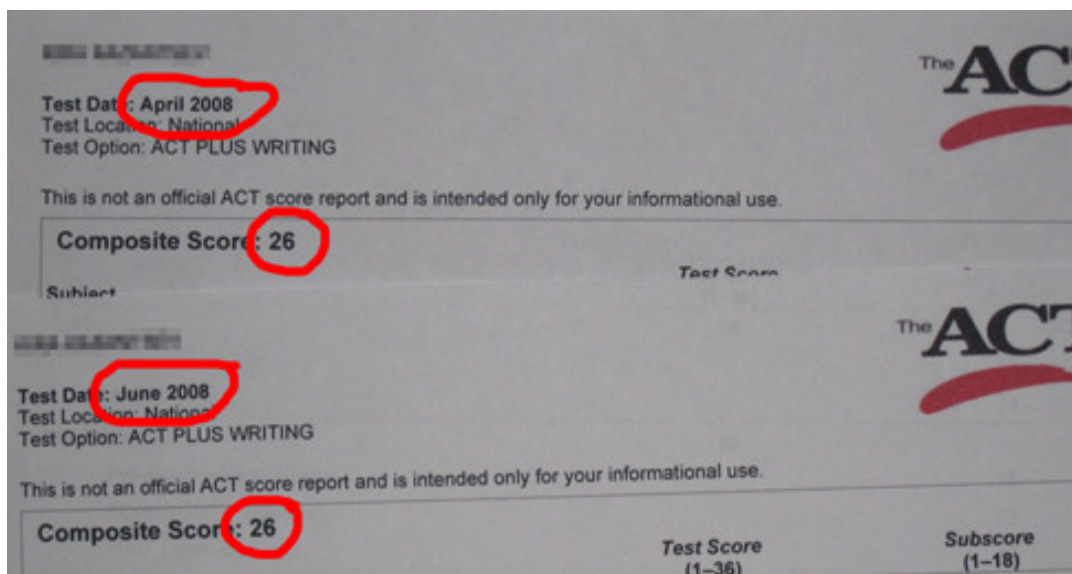 The ACT
Test Date: April 2008
Test Location: National
Test Option: ACT PLUS WRITING
This is not an official ACT score report and is intended only for your informational use.
Composite Score: 26
Test Score
Subject
The ACT
Test Date: June 2008
Test Location: National
Test Option: ACT PLUS WRITING
This is not an official ACT score report and is intended only for your informational use.
Composite Score: 26
Test Score Subscore
(1–36) (1–18)